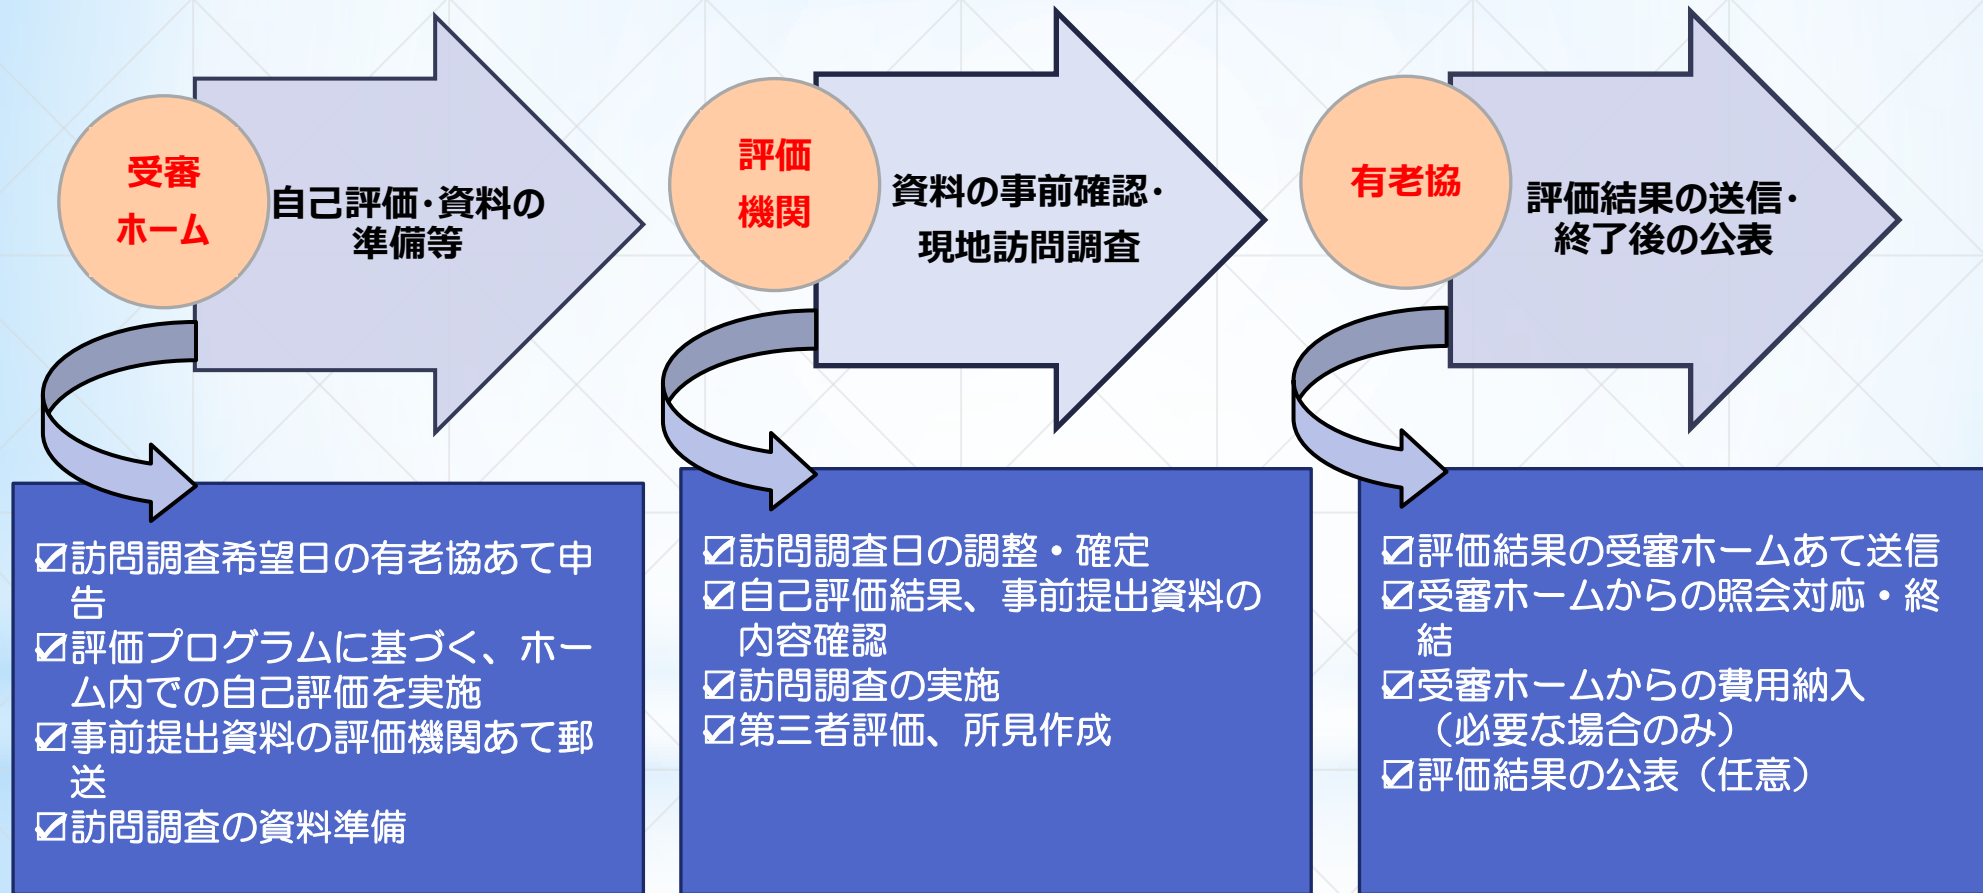 受審
ホーム
自己評価･資料の
準備等
☑訪問調査希望日の有老協あて申
告
☑評価プログラムに基づく、ホー
ム内での自己評価を実施
☑事前提出資料の評価機関あて郵
送
☑訪問調査の資料準備
評価
機関
資料の事前確認･
現地訪問調査
☑訪問調査日の調整・確定
☑自己評価結果、事前提出資料の
内容確認
☑訪問調査の実施
☑第三者評価、所見作成
有老協
評価結果の送信･
終了後の公表
☑評価結果の受審ホームあて送信
☑受審ホームからの照会対応・終
結
☑受審ホームからの費用納入
（必要な場合のみ）
☑評価結果の公表（任意）